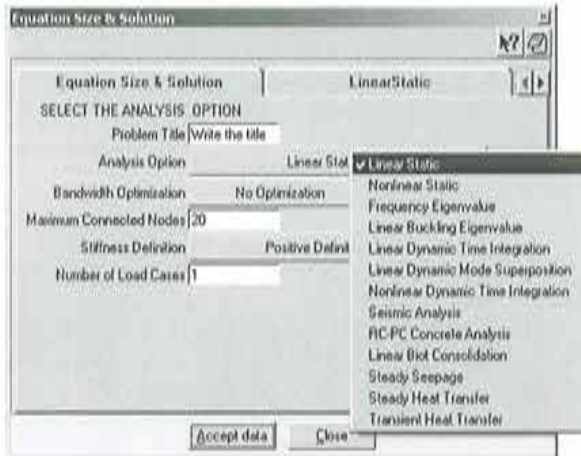 Equation Size & Solution
Equation Size & Solution
LinearStatic
SELECT THE ANALYSIS OPTION
Problem Title Write the title
Analysis Option Linear Stat
Bandwidth Optimization No Optimization
Maximum Connected Nodes 20
Stiffness Definition Positive Definit
Number of Load Cases 1
Linear Static
Nonlinear Static
Frequency Eigenvalue
Linear Buckling Eigenvalue
Linear Dynamic Time Integration
Linear Dynamic Mode Superposition
Nonlinear Dynamic Time Integration
Seismic Analysis
RC-PC Concrete Analysis
Linear Biot Consolidation
Steady Seepage
Steady Heat Transfer
Transient Heat Transfer
Accept data
Close